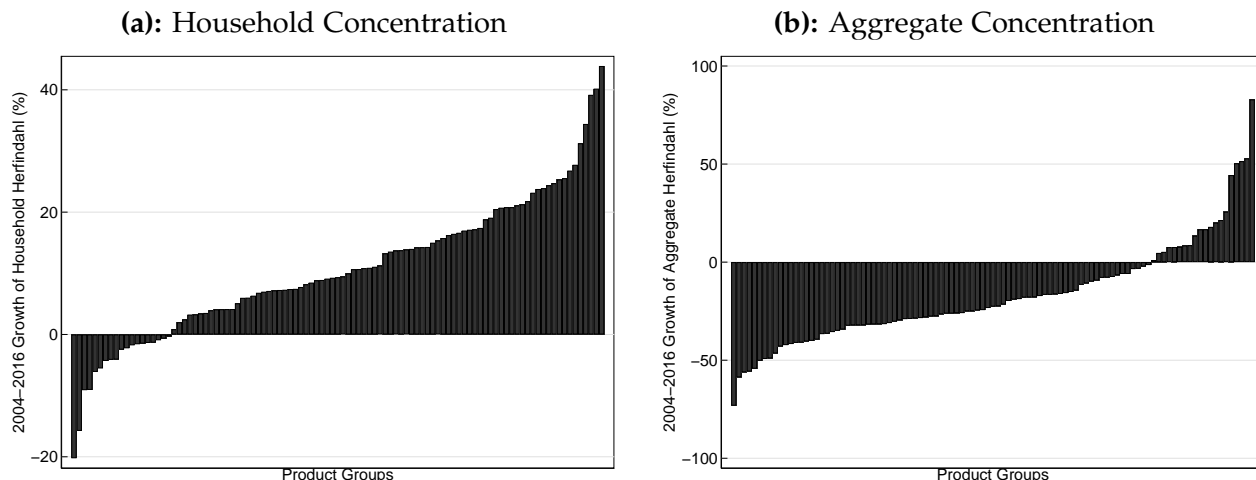 (a): Household Concentration
2004–2016 Growth of Household Herfindahl (%)
40
20
0
−20
Product Groups
(b): Aggregate Concentration
2004–2016 Growth of Aggregate Herfindahl (%)
100
50
0
−50
−100
Product Groups